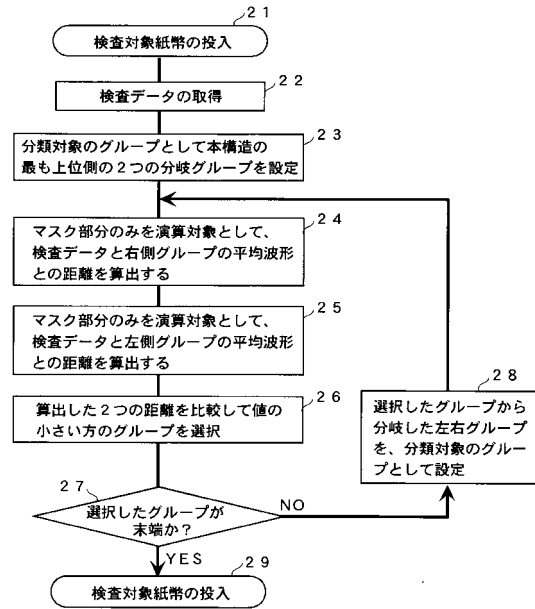 21
検査対象紙幣の投入
22
検査データの取得
23
分類対象のグループとして本構造の
最も上位側の２つの分岐グループを設定
24
マスク部分のみを演算対象として、
検査データと右側グループの平均波形
との距離を算出する
25
マスク部分のみを演算対象として、
検査データと左側グループの平均波形
との距離を算出する
26
算出した２つの距離を比較して値の
小さい方のグループを選択
27
選択したグループが
末端か？
NO
28
選択したグループから
分岐した左右グループ
を、分類対象のグルー
プとして設定
YES
29
検査対象紙幣の投入